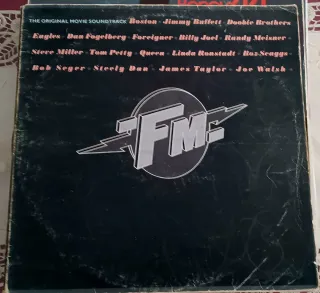 THE ORIGINAL MOVIE SOUNDTRACK Boston · Jimmy Buffett · Doobie Brothers
Eagles · Dan Fogelberg · Foreigner · Billy Joel · Randy Meisner
Steve Miller · Tom Petty · Queen · Linda Ronstadt · Boz Scaggs
Bob Seger · Steely Dan · James Taylor · Joe Walsh
FM